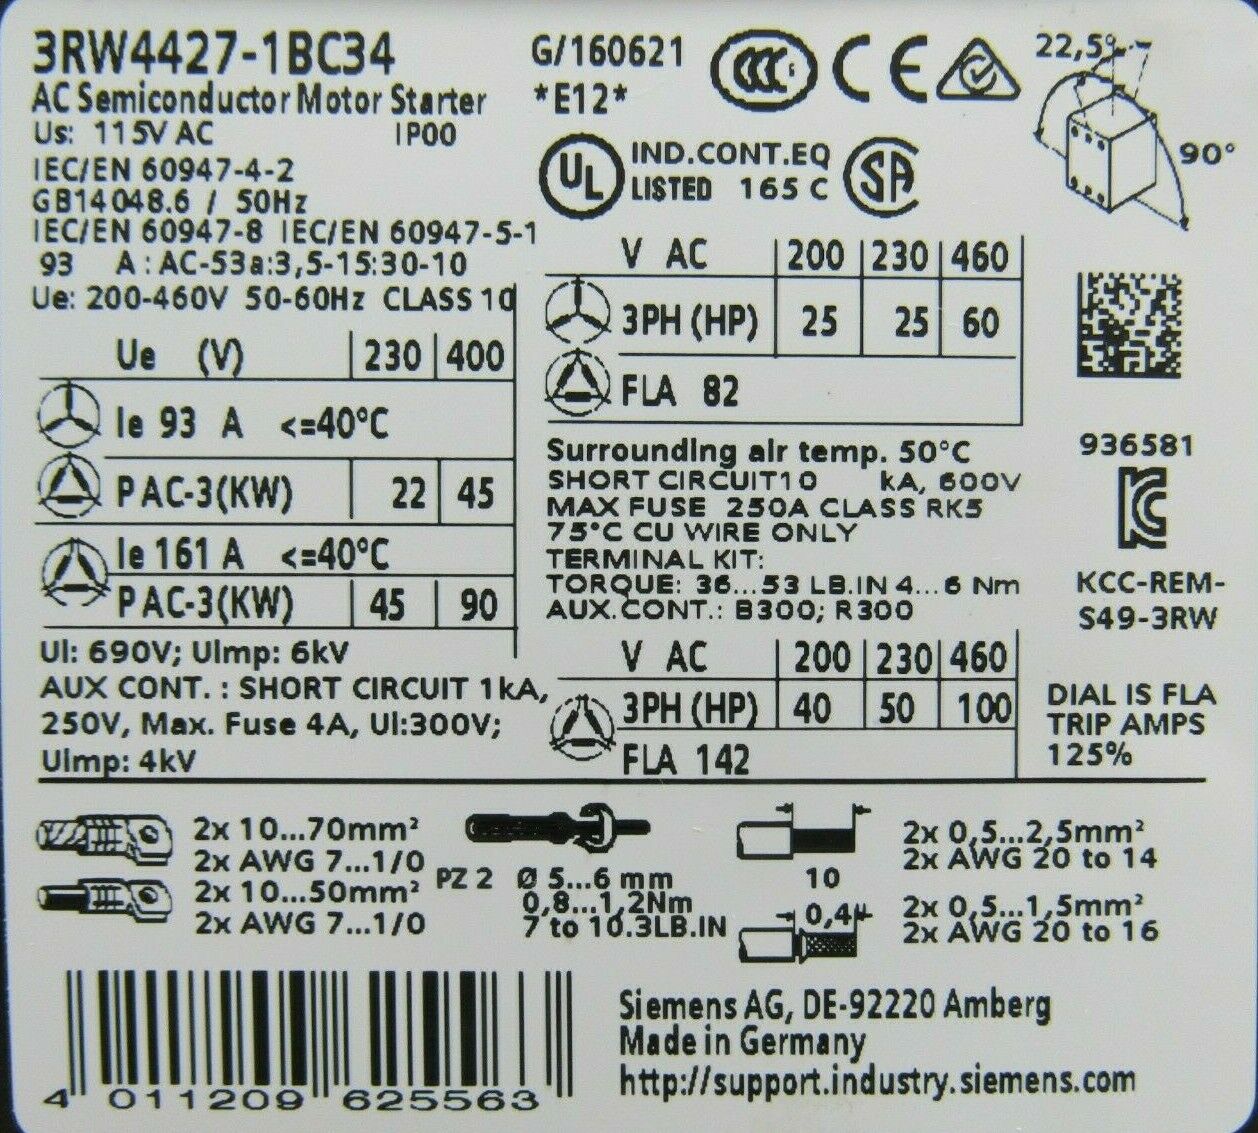 3RW4427-1BC34
AC Semiconductor Motor Starter
Us: 115V AC IP00
IEC/EN 60947-4-2
GB14048.6 / 50Hz
IEC/EN 60947-8 IEC/EN 60947-5-1
93 A : AC-53a:3,5-15:30-10
Ue: 200-460V 50-60Hz CLASS 10
Ue (V) 230 400
Ie 93 A <=40°C
P AC-3(KW) 22 45
Ie 161 A <=40°C
P AC-3(KW) 45 90
UI: 690V; UImp: 6kV
AUX CONT. : SHORT CIRCUIT 1kA,
250V, Max. Fuse 4A, UI:300V;
UImp: 4kV
G/160621
*E12*
CCC S CE
UL
IND.CONT.EQ
LISTED 165 C
SA
22,5°
90°
V AC 200 230 460
3PH (HP) 25 25 60
FLA 82
Surrounding air temp. 50°C
SHORT CIRCUIT10 kA, 600V
MAX FUSE 250A CLASS RK5
75°C CU WIRE ONLY
TERMINAL KIT:
TORQUE: 36...53 LB.IN 4...6 Nm
AUX.CONT.: B300; R300
V AC 200 230 460
3PH (HP) 40 50 100
FLA 142
936581
KCC-REM-
S49-3RW
DIAL IS FLA
TRIP AMPS
125%
2x 10...70mm²
2x AWG 7...1/0
2x 10...50mm²
2x AWG 7...1/0
PZ 2 Ø 5...6 mm
0,8...1,2Nm
7 to 10.3LB.IN
10
0,4
2x 0,5...2,5mm²
2x AWG 20 to 14
2x 0,5...1,5mm²
2x AWG 20 to 16
4 011209 625563
Siemens AG, DE-92220 Amberg
Made in Germany
http://support.industry.siemens.com